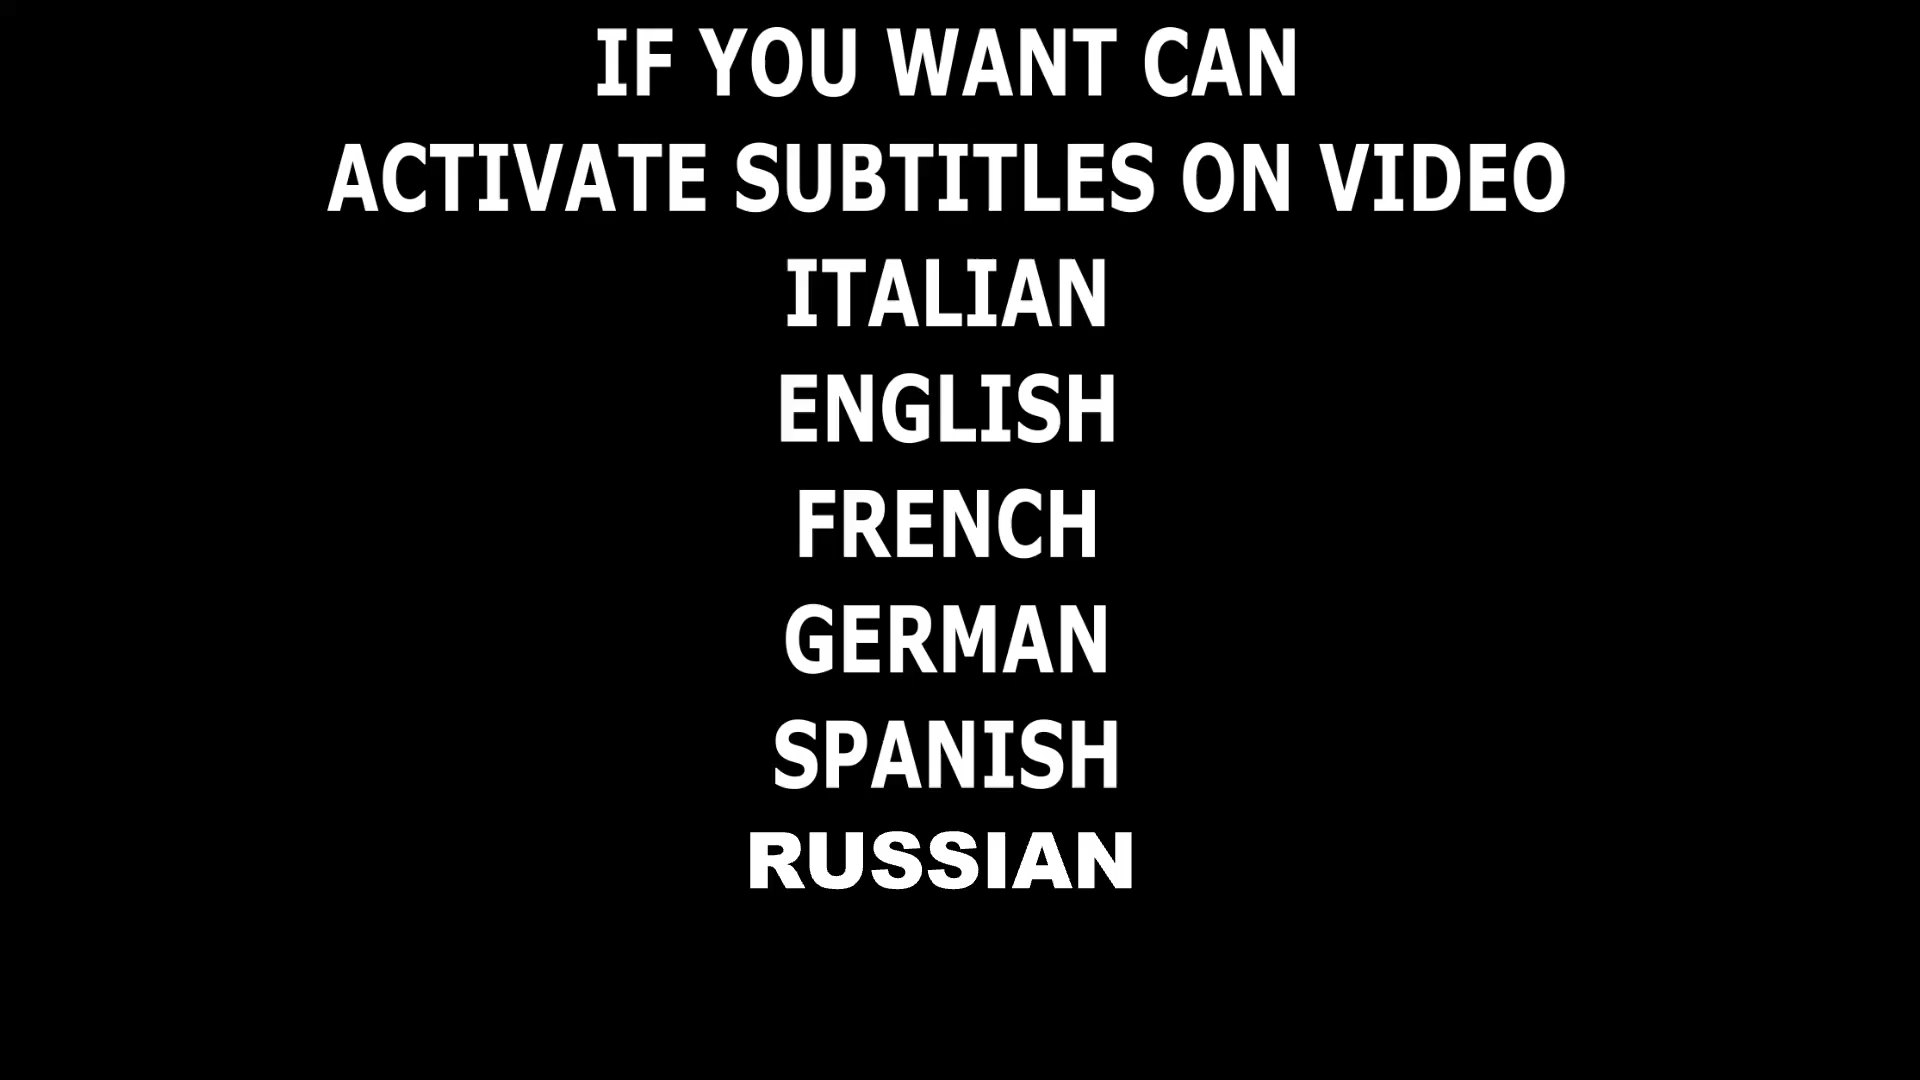 IF YOU WANT CAN
ACTIVATE SUBTITLES ON VIDEO
ITALIAN
ENGLISH
FRENCH
GERMAN
SPANISH
RUSSIAN